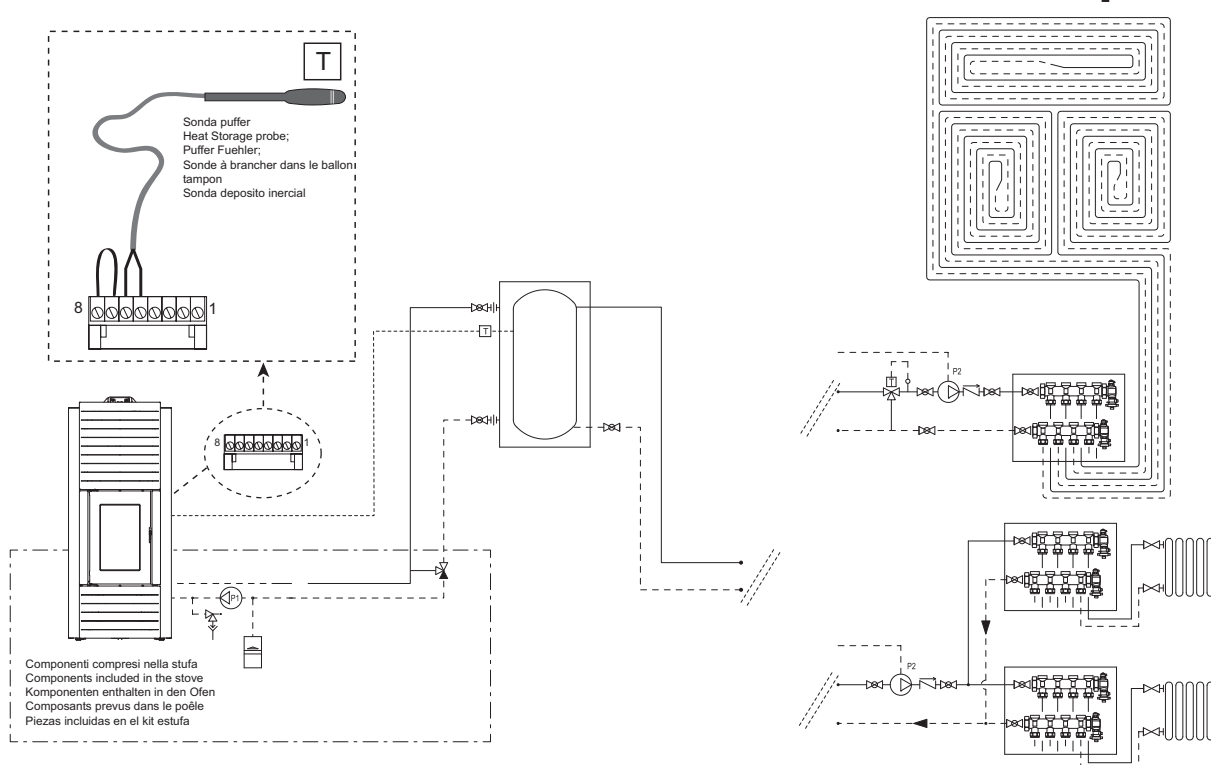 T
Sonda puffer
Heat Storage probe;
Puffer Fuehler;
Sonde à brancher dans le ballon
tampon
Sonda deposito inercial
8
1
T
T
P2
8
1
P1
Componenti compresi nella stufa
Components included in the stove
Komponenten enthalten in den Ofen
Composants prevus dans le poêle
Piezas incluidas en el kit estufa
P2